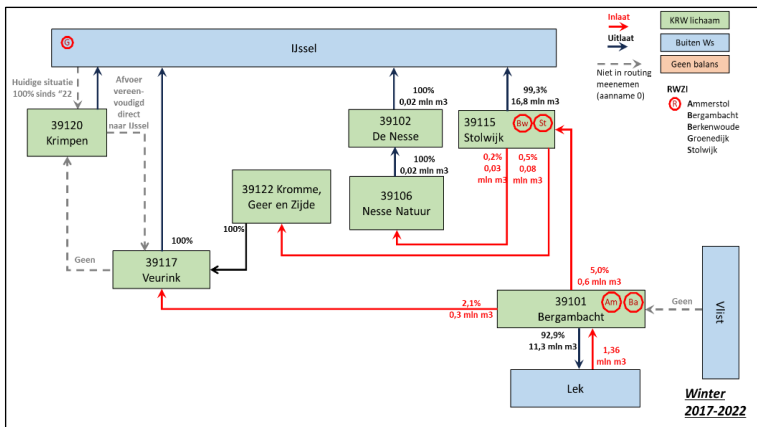 G
IJssel
Inlaat
Uitlaat
Niet in routing
meenemen
(aanname 0)
KRW lichaam
Buiten Ws
Geen balans
RWZI
R
Ammerstol
Bergambacht
Berkenwoude
Groenedijk
Stolwijk
Huidige situatie
100% sinds "22
Afvoer
vereen-
voudigd
direct
naar IJssel
100%
0,02 mln m3
99,3%
16,8 mln m3
39120
Krimpen
39102
De Nesse
39115
Stolwijk
Bw
St
100%
0,02 mln m3
0,2%
0,03
mln m3
0,5%
0,08
mln m3
39122 Kromme,
Geer en Zijde
39106
Nesse Natuur
100%
Geen
100%
39117
Veurink
5,0%
0,6 mln m3
2,1%
0,3 mln m3
39101
Bergambacht
Am
Ba
Geen
Vlist
92,9%
11,3 mln m3
1,36
mln m3
Lek
Winter
2017-2022